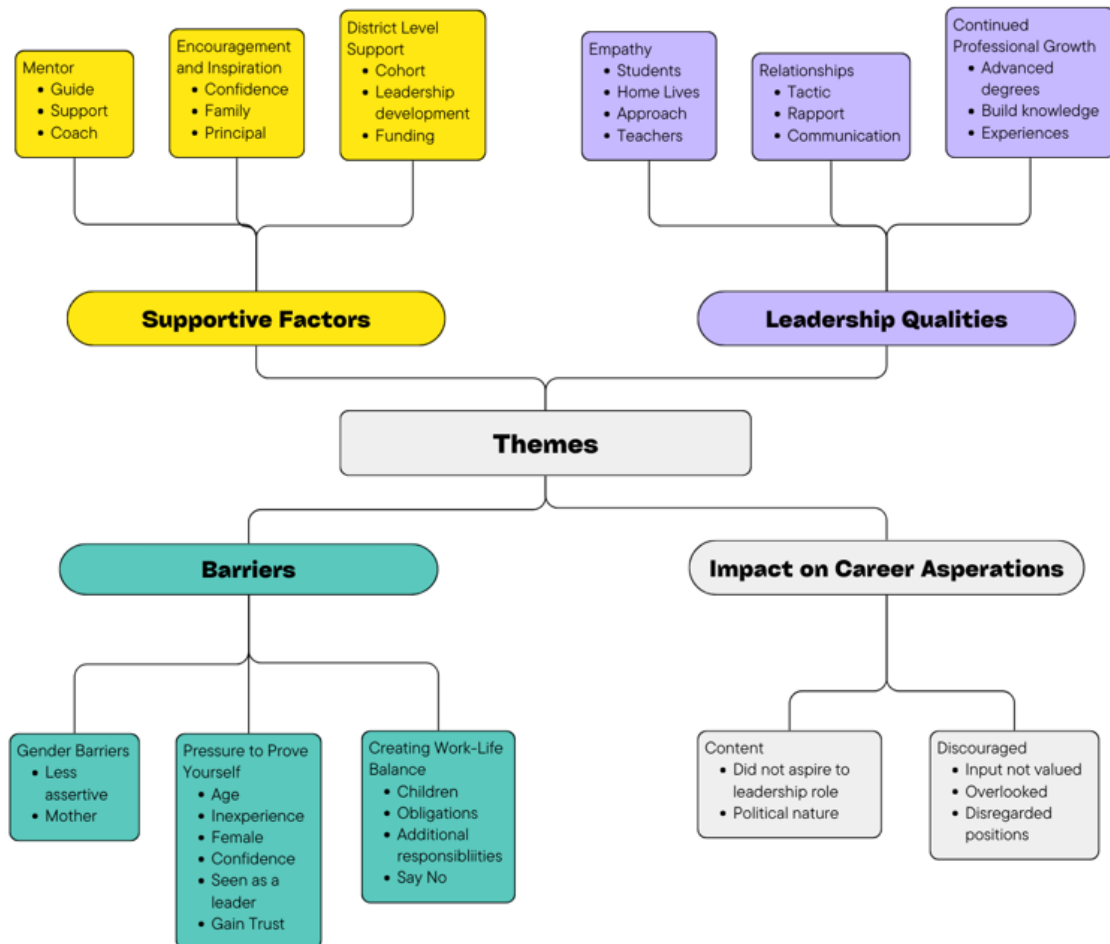 Mentor
• Guide
• Support
• Coach
Encouragement
and Inspiration
• Confidence
• Family
• Principal
District Level
Support
• Cohort
• Leadership
development
• Funding
Empathy
• Students
• Home Lives
• Approach
• Teachers
Relationships
• Tactic
• Rapport
• Communication
Continued
Professional Growth
• Advanced
degrees
• Build knowledge
• Experiences
Supportive Factors
Leadership Qualities
Themes
Barriers
Impact on Career Asperations
Gender Barriers
• Less
assertive
• Mother
Pressure to Prove
Yourself
• Age
• Inexperience
• Female
• Confidence
• Seen as a
leader
• Gain Trust
Creating Work-Life
Balance
• Children
• Obligations
• Additional
responsibliities
• Say No
Content
• Did not aspire to
leadership role
• Political nature
Discouraged
• Input not valued
• Overlooked
• Disregarded
positions